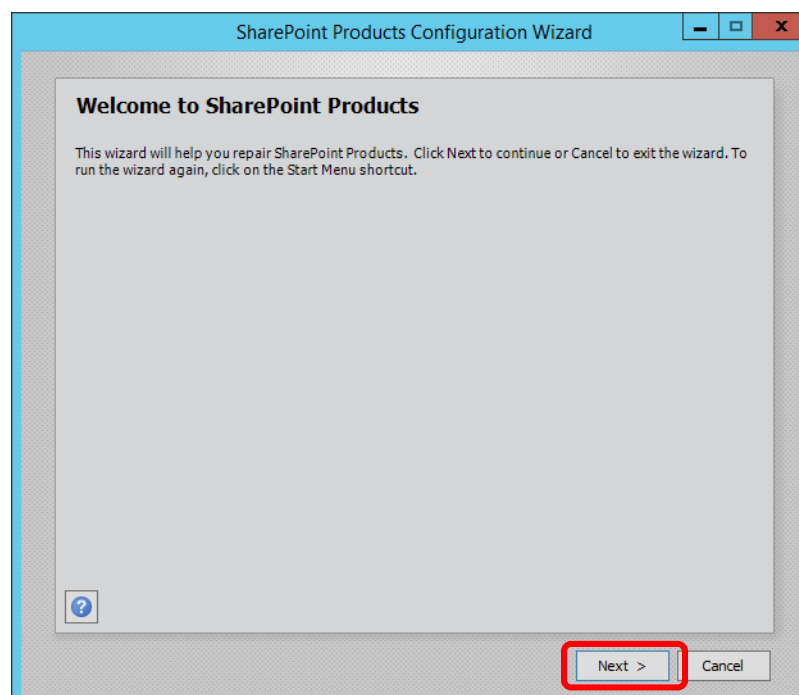 SharePoint Products Configuration Wizard
Welcome to SharePoint Products
This wizard will help you repair SharePoint Products.  Click Next to continue or Cancel to exit the wizard. To
run the wizard again, click on the Start Menu shortcut.
?
Next >
Cancel